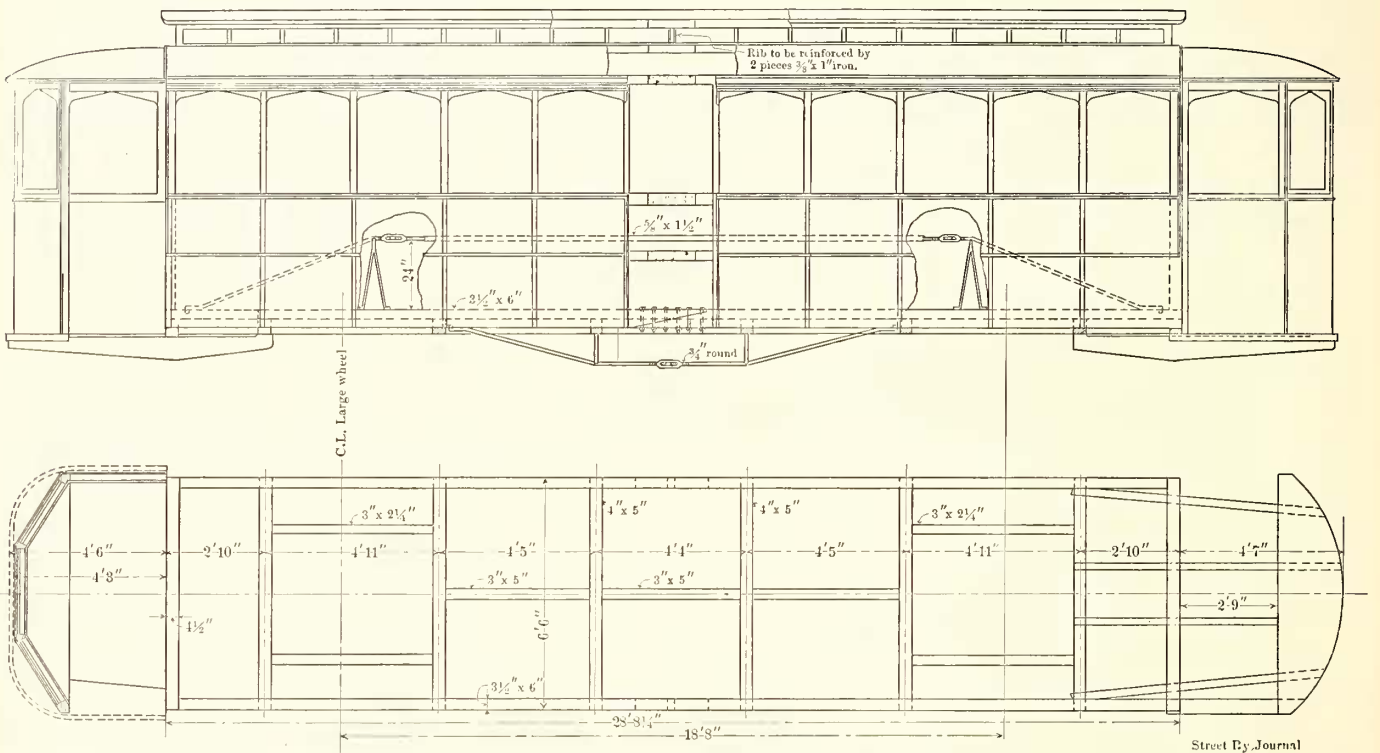 Rib to be reinforced by
2 pieces 3/8" x 1" iron.
5/8" x 1 1/2"
24"
3 1/2" x 6"
3/4" round
C.L. Large wheel
4" x 5"
4" x 5"
3" x 2 1/4"
3" x 2 1/4"
4'6"
2'10"
4'11"
4'5"
4'4"
4'5"
4'11"
2'10"
4'7"
4'3"
3" x 5"
3" x 5"
2'9"
4 1/2"
6'6"
3 1/2" x 6"
28'8 1/4"
18'8"
Street Ry. Journal